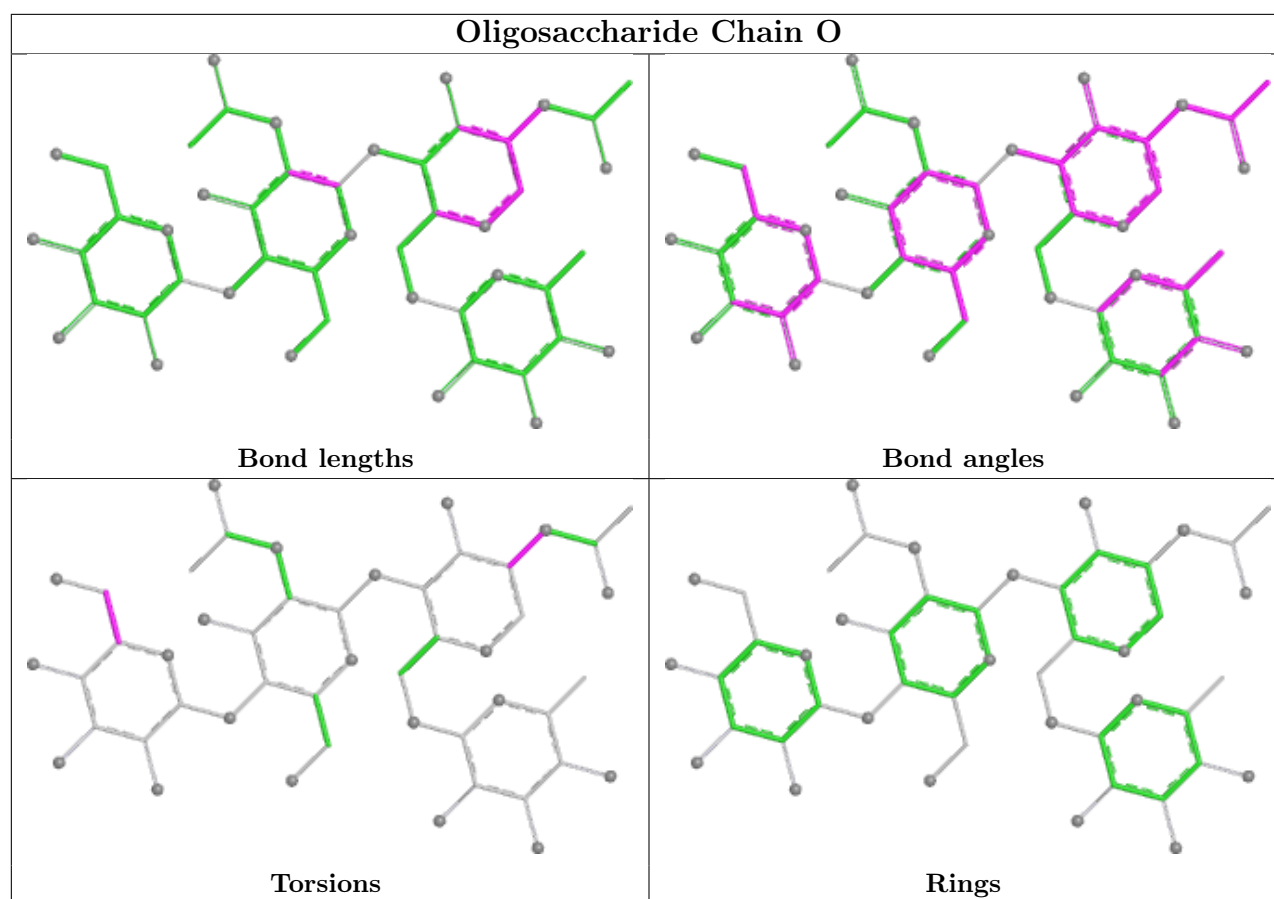 Oligosaccharide Chain O
Bond lengths
Bond angles
Torsions
Rings